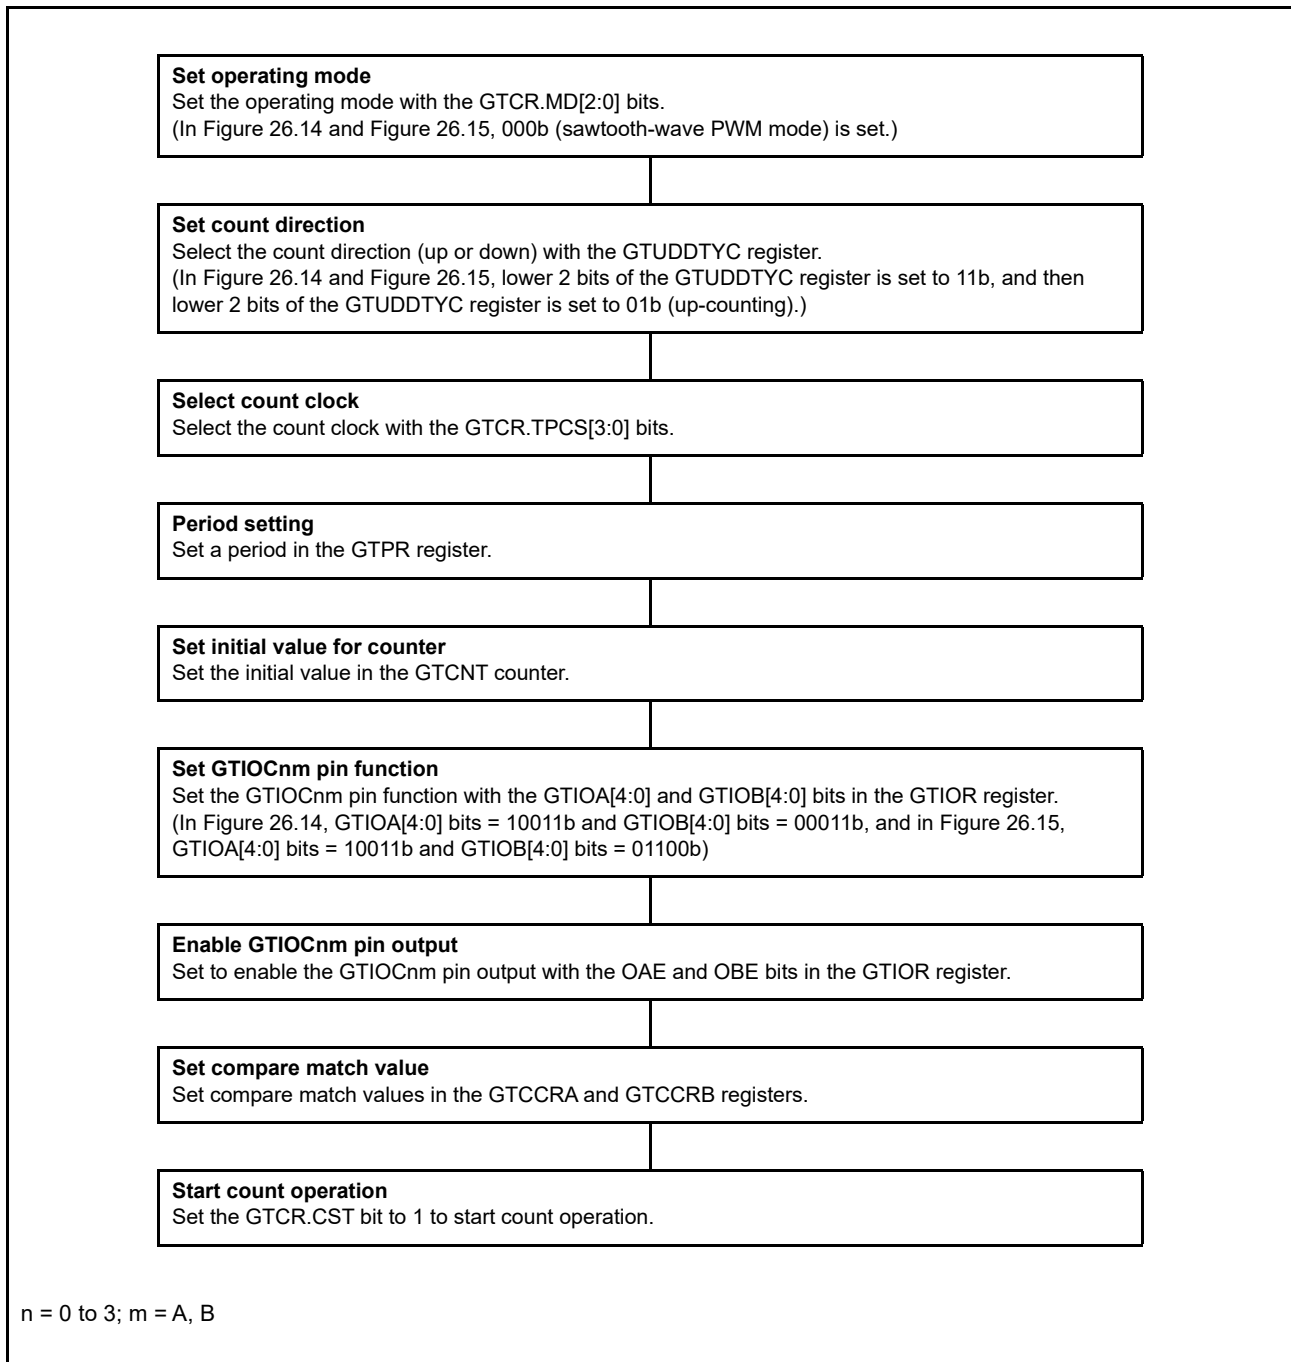 Set operating mode
Set the operating mode with the GTCR.MD[2:0] bits.
(In Figure 26.14 and Figure 26.15, 000b (sawtooth-wave PWM mode) is set.)
Set count direction
Select the count direction (up or down) with the GTUDDTYC register.
(In Figure 26.14 and Figure 26.15, lower 2 bits of the GTUDDTYC register is set to 11b, and then
lower 2 bits of the GTUDDTYC register is set to 01b (up-counting).)
Select count clock
Select the count clock with the GTCR.TPCS[3:0] bits.
Period setting
Set a period in the GTPR register.
Set initial value for counter
Set the initial value in the GTCNT counter.
Set GTIOCnm pin function
Set the GTIOCnm pin function with the GTIOA[4:0] and GTIOB[4:0] bits in the GTIOR register.
(In Figure 26.14, GTIOA[4:0] bits = 10011b and GTIOB[4:0] bits = 00011b, and in Figure 26.15,
GTIOA[4:0] bits = 10011b and GTIOB[4:0] bits = 01100b)
Enable GTIOCnm pin output
Set to enable the GTIOCnm pin output with the OAE and OBE bits in the GTIOR register.
Set compare match value
Set compare match values in the GTCCRA and GTCCRB registers.
Start count operation
Set the GTCR.CST bit to 1 to start count operation.
n = 0 to 3; m = A, B